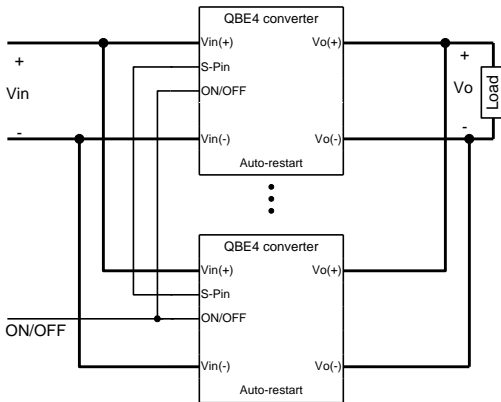 QBE4 converter
Vin(+) Vo(+)
+ +
S-Pin
Vin ON/OFF Vo Load
- -
Vin(-) Vo(-)
Auto-restart
QBE4 converter
Vin(+) Vo(+)
S-Pin
ON/OFF
ON/OFF
Vin(-) Vo(-)
Auto-restart